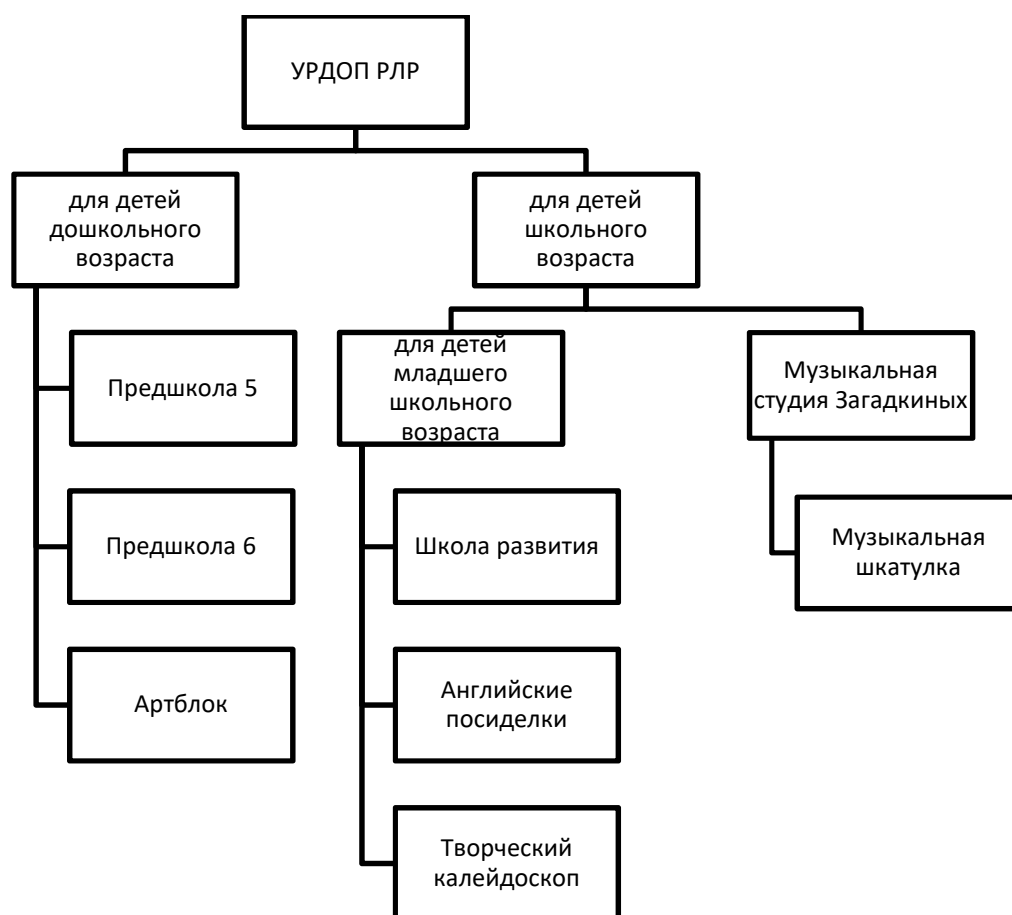 УРДОП РЛР
для детей
дошкольного
возраста
для детей
школьного
возраста
Предшкола 5
Предшкола 6
Артблок
для детей
младшего
школьного
возраста
Школа развития
Английские
посиделки
Творческий
калейдоскоп
Музыкальная
студия Загадкиных
Музыкальная
шкатулка